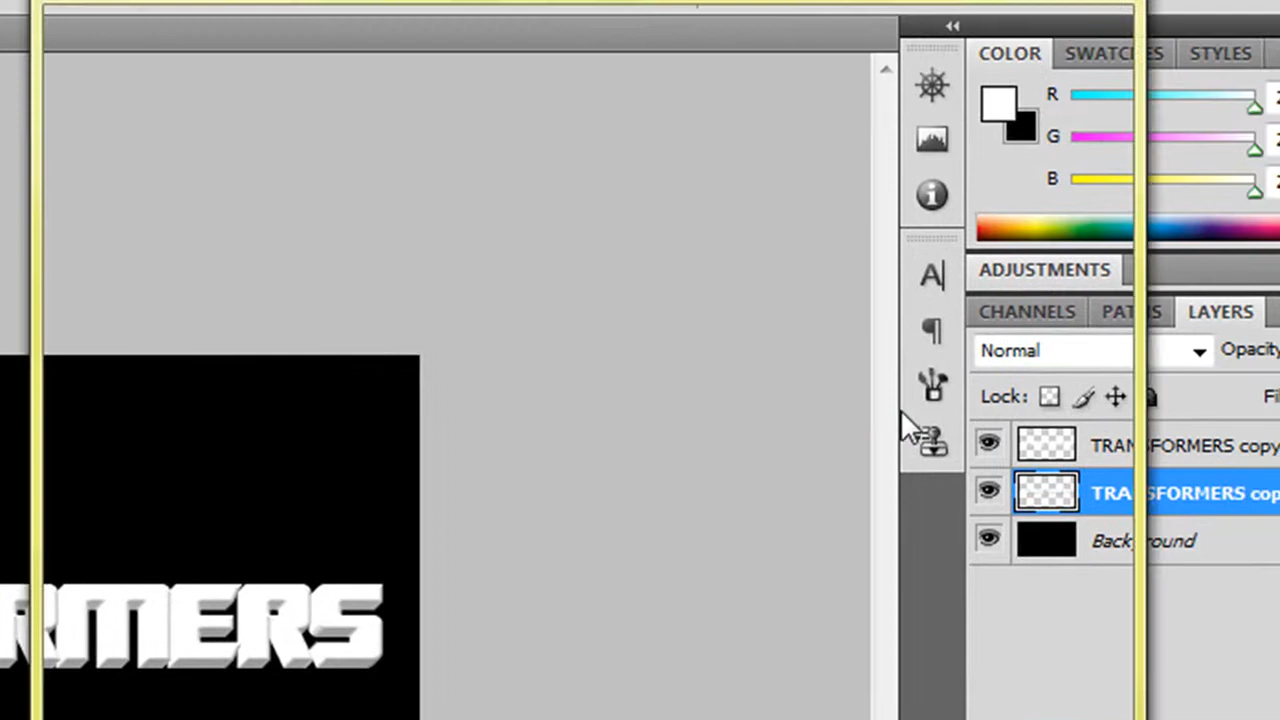 COLOR SWATCHES STYLES
R
G
B
ADJUSTMENTS
CHANNELS PATHS LAYERS
Normal Opacity
Lock:
TRANSFORMERS copy
TRANSFORMERS cop
Background
RMERS